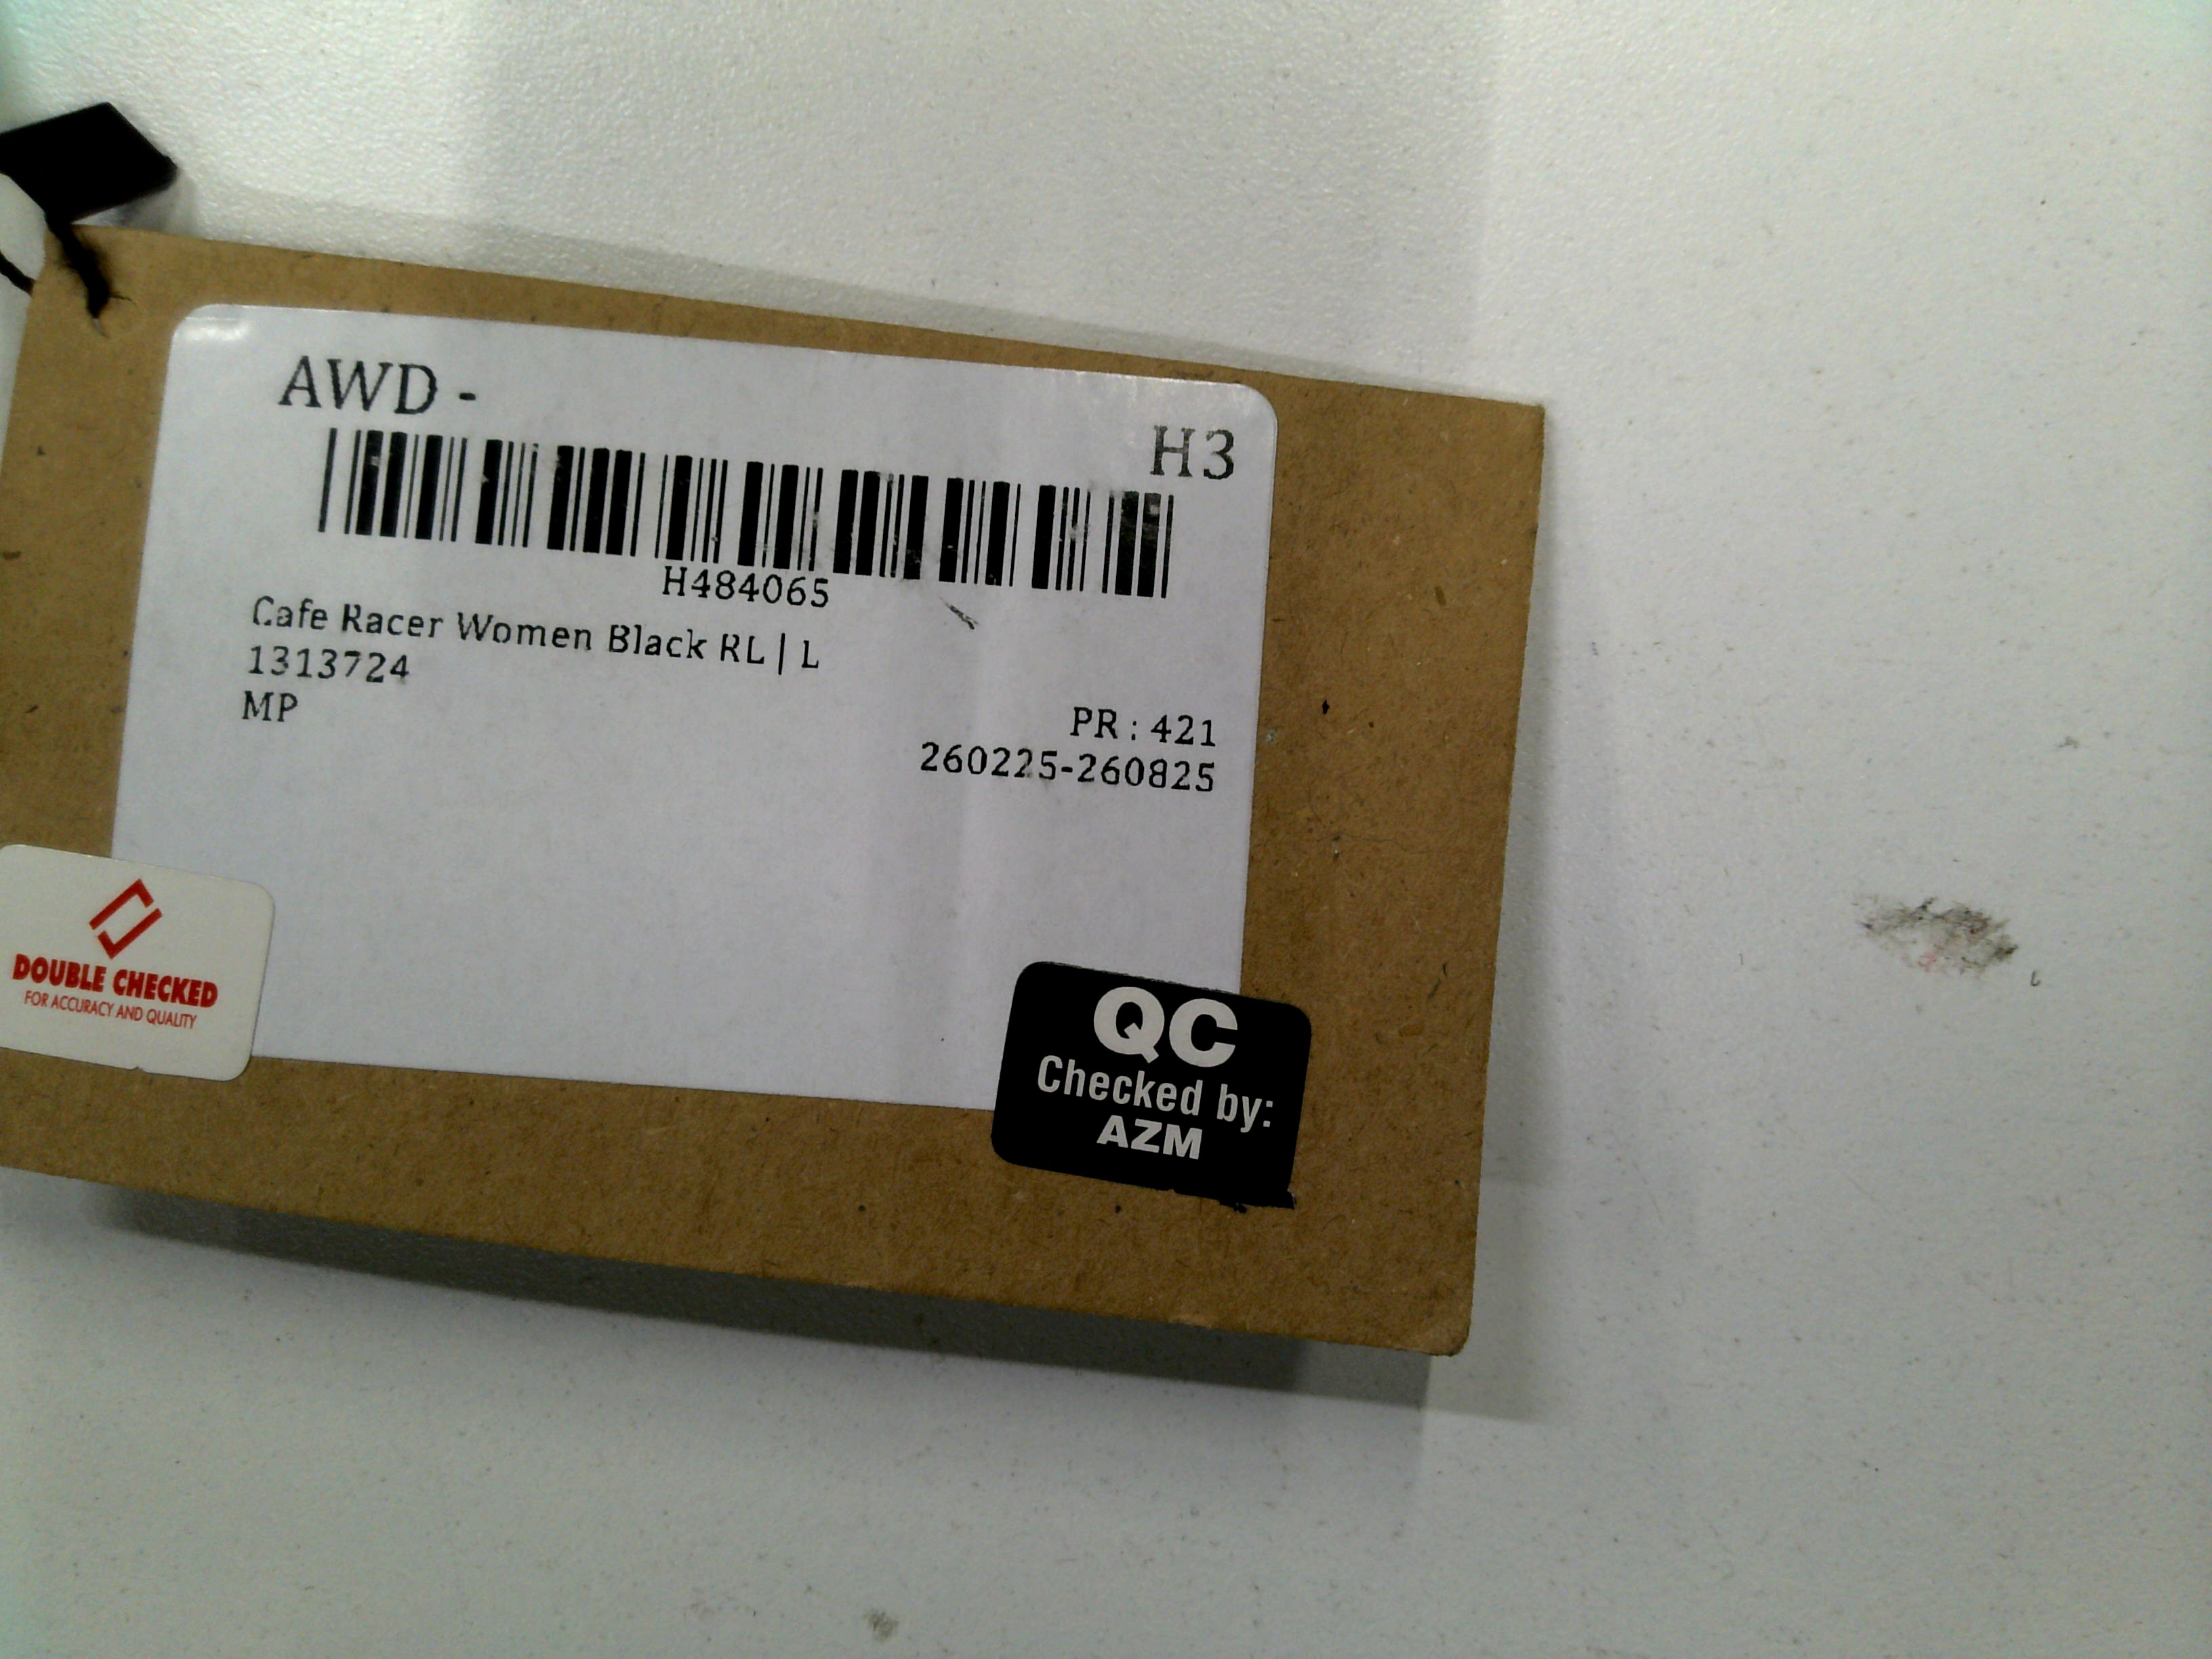 AWD -
H3
H484065
Cafe Racer Women Black RL | L
1313724
MP
PR : 421
260225-260825
DOUBLE CHECKED
FOR ACCURACY AND QUALITY
QC
Checked by:
AZM